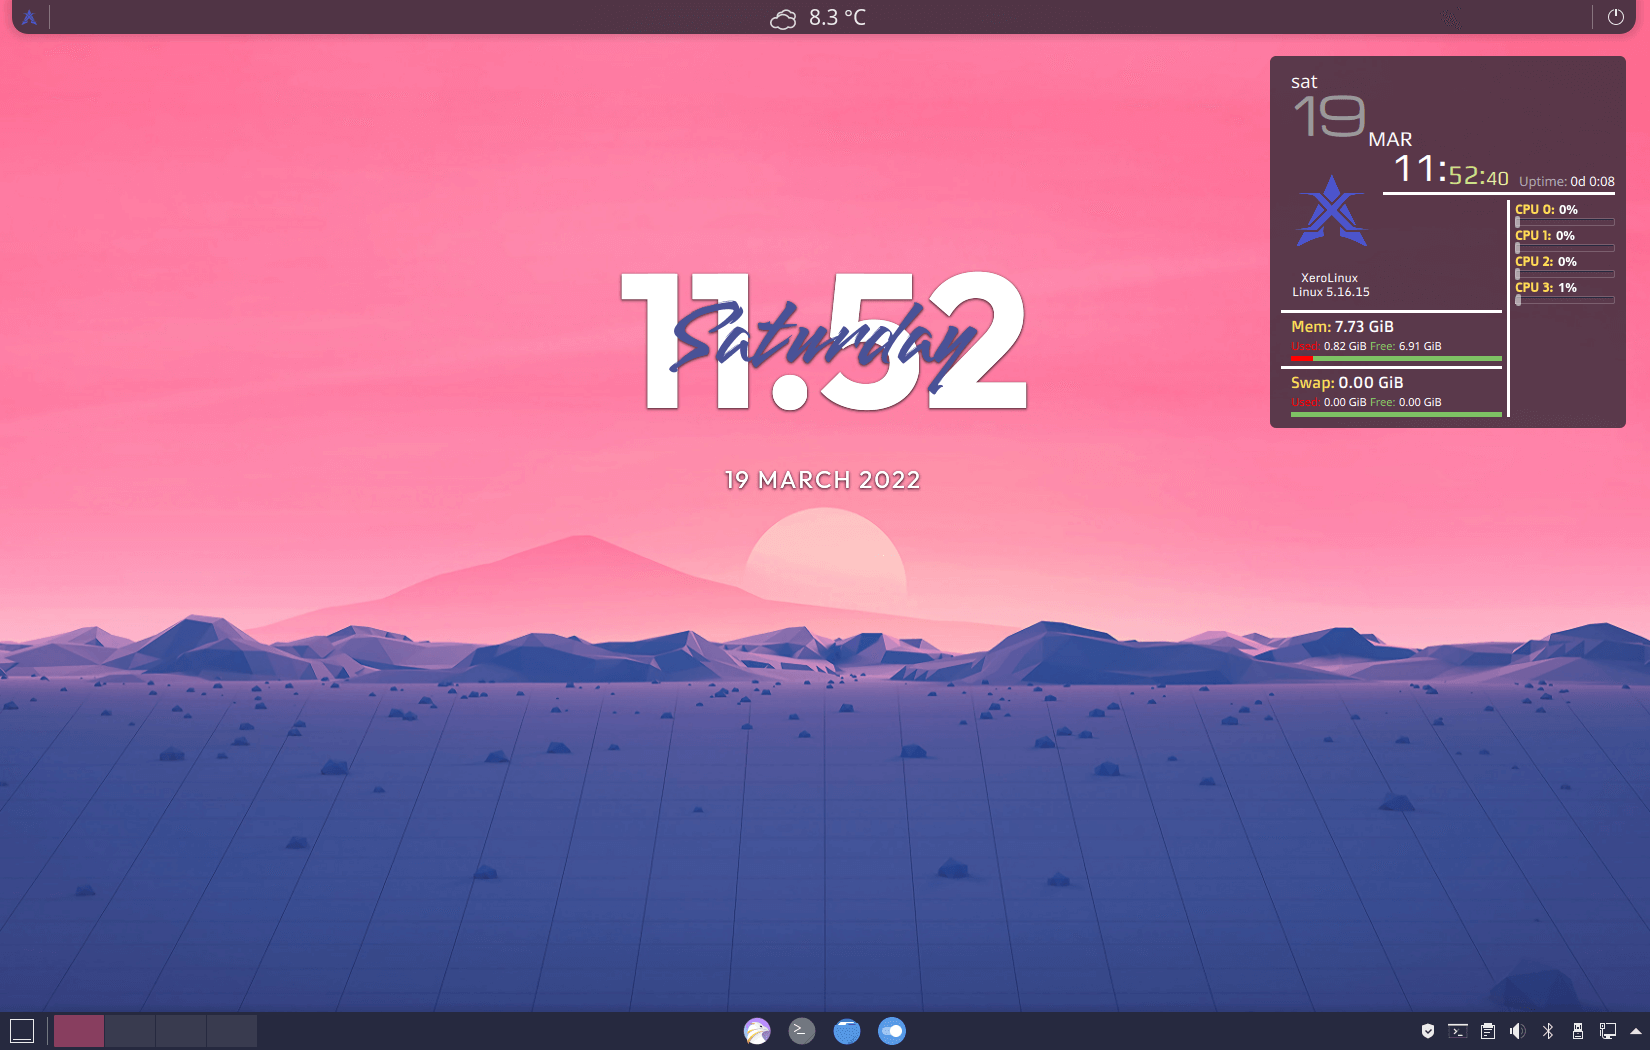 8.3 °C
sat
19
MAR
11:52:40 Uptime: 0d 0:08
CPU 0: 0%
CPU 1: 0%
CPU 2: 0%
CPU 3: 1%
XeroLinux
Linux 5.16.15
Mem: 7.73 GiB
Used: 0.82 GiB Free: 6.91 GiB
Swap: 0.00 GiB
Used: 0.00 GiB Free: 0.00 GiB
11.52
Saturday
19 MARCH 2022